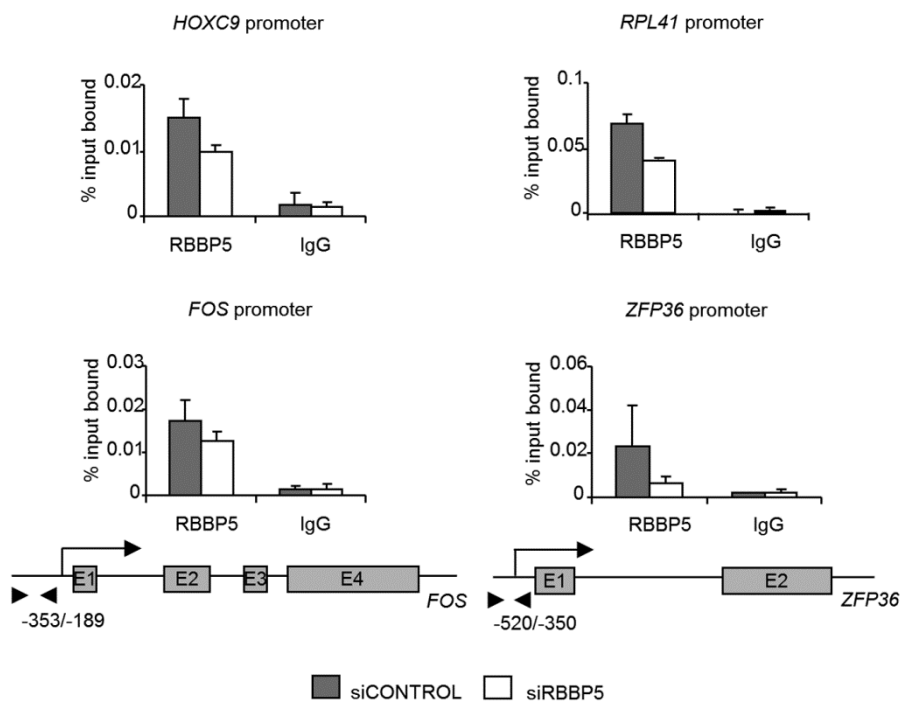 HOXC9 promoter
0.02
0.01
0
% input bound
RBBP5 IgG
RPL41 promoter
0.1
0.05
0
% input bound
RBBP5 IgG
FOS promoter
0.03
0.02
0.01
0
% input bound
RBBP5 IgG
ZFP36 promoter
0.06
0.04
0.02
0
% input bound
RBBP5 IgG
E1 E2 E3 E4
FOS
-353/-189
E1 E2
ZFP36
-520/-350
siCONTROL siRBBP5